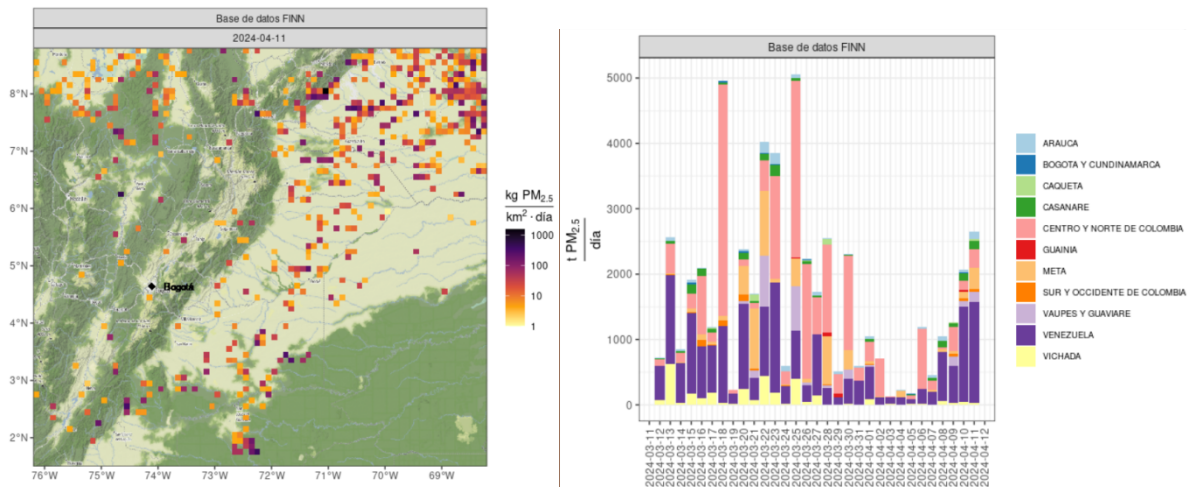 Base de datos FINN
2024-04-11
8°N
7°N
6°N
5°N
4°N
3°N
2°N
76°W
75°W
74°W
73°W
72°W
71°W
70°W
69°W
Bogotá
kg PM2.5
km² · día
1000
100
10
1
Base de datos FINN
t PM2.5
día
5000
4000
3000
2000
1000
0
2024-03-11
2024-03-12
2024-03-13
2024-03-14
2024-03-15
2024-03-16
2024-03-17
2024-03-18
2024-03-19
2024-03-20
2024-03-21
2024-03-22
2024-03-23
2024-03-24
2024-03-25
2024-03-26
2024-03-27
2024-03-28
2024-03-29
2024-03-30
2024-03-31
2024-04-01
2024-04-02
2024-04-03
2024-04-04
2024-04-05
2024-04-06
2024-04-07
2024-04-08
2024-04-09
2024-04-10
2024-04-11
2024-04-12
ARAUCA
BOGOTA Y CUNDINAMARCA
CAQUETA
CASANARE
CENTRO Y NORTE DE COLOMBIA
GUAINIA
META
SUR Y OCCIDENTE DE COLOMBIA
VAUPES Y GUAVIARE
VENEZUELA
VICHADA